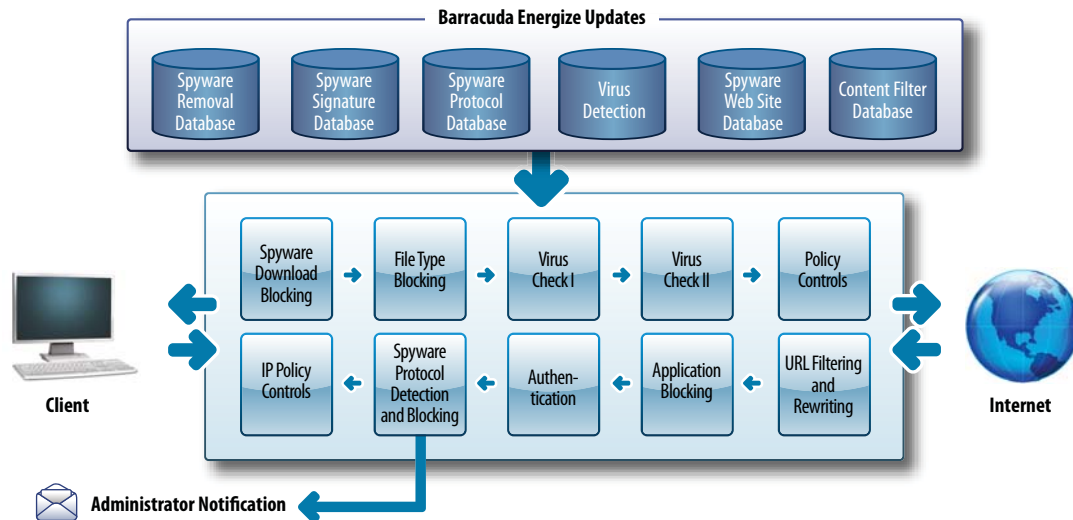 Barracuda Energize Updates
Spyware
Removal
Database
Spyware
Signature
Database
Spyware
Protocol
Database
Virus
Detection
Spyware
Web Site
Database
Content Filter
Database
Spyware
Download
Blocking
File Type
Blocking
Virus
Check I
Virus
Check II
Policy
Controls
IP Policy
Controls
Spyware
Protocol
Detection
and Blocking
Authen-
tication
Application
Blocking
URL Filtering
and
Rewriting
Client
Internet
Administrator Notification